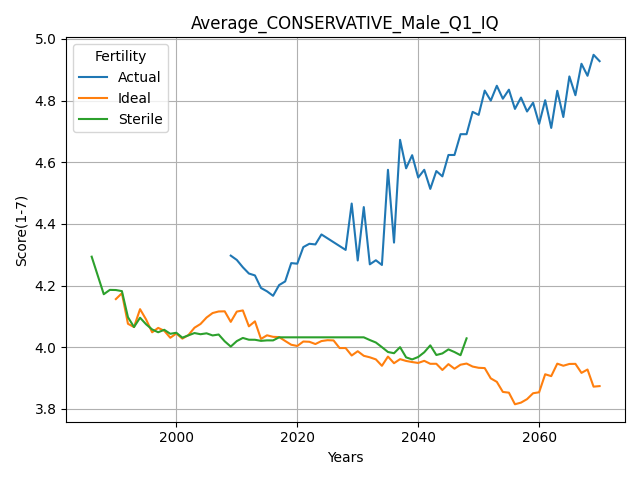 Average_CONSERVATIVE_Male_Q1_IQ
Fertility
Actual
Ideal
Sterile
Score(1-7)
5.0
4.8
4.6
4.4
4.2
4.0
3.8
2000 2020 2040 2060
Years